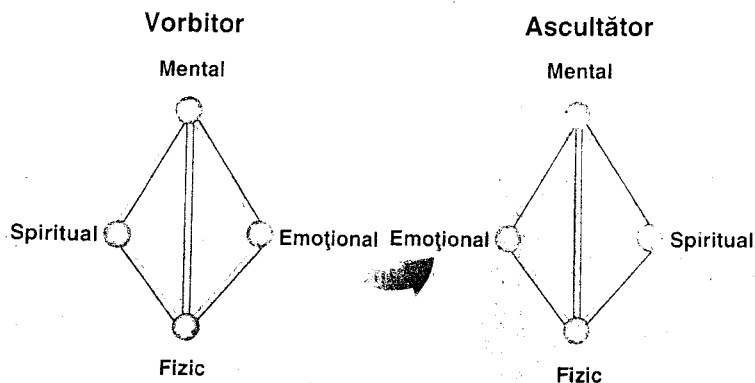 Vorbitor
Mental
Spiritual
Emoţional
Fizic
Ascultător
Mental
Emoţional
Spiritual
Fizic